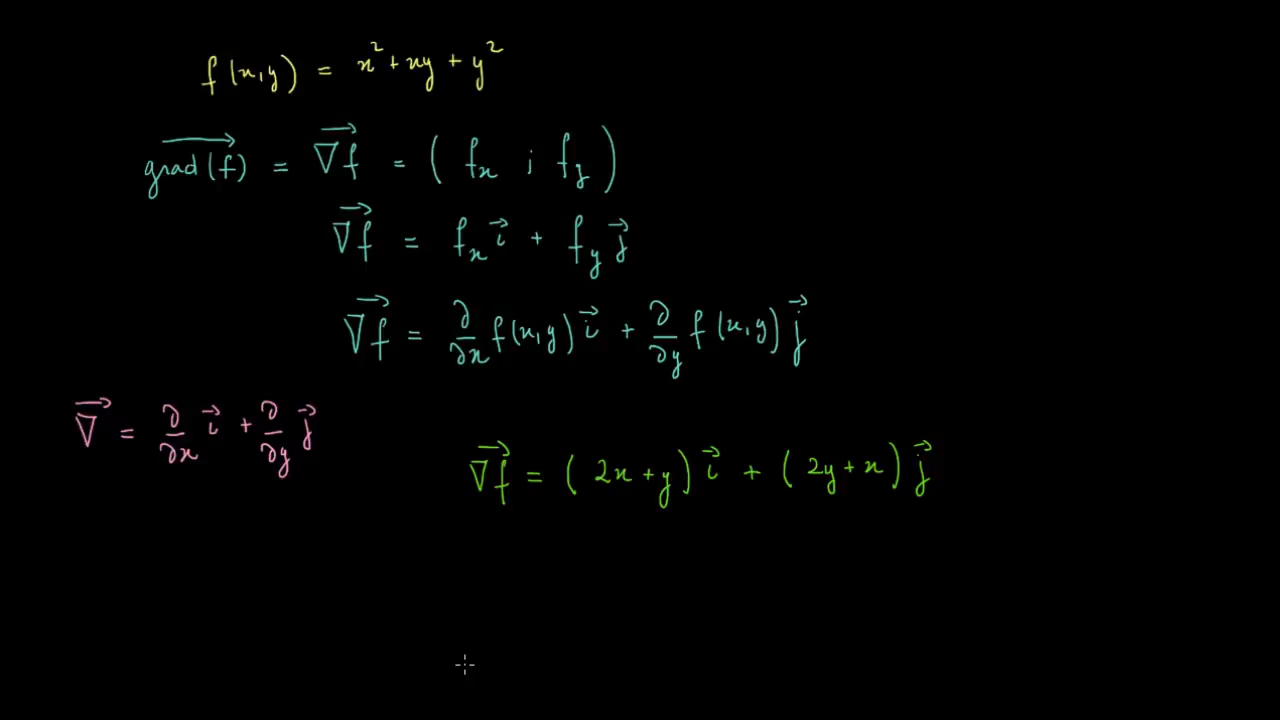 f(x,y) = x² + xy + y²
grad(f)⃗ = ∇f⃗ = ( fx ; fy )
∇f⃗ = fx i⃗ + fy j⃗
∇f⃗ = ∂/∂x f(x,y) i⃗ + ∂/∂y f(x,y) j⃗
∇⃗ = ∂/∂x i⃗ + ∂/∂y j⃗
∇f⃗ = (2x+y) i⃗ + (2y+x) j⃗